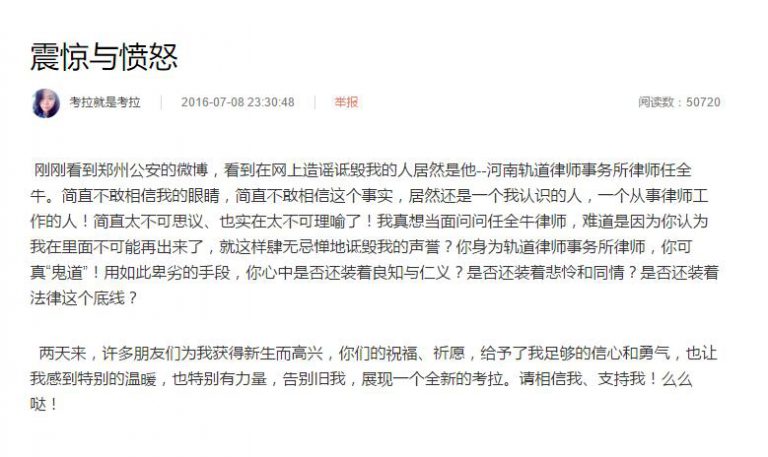 震惊与愤怒
考拉就是考拉 2016-07-08 23:30:48 举报 阅读数：50720
刚刚看到郑州公安的微博，看到在网上造谣诋毁我的人居然是他--河南轨道律师事务所律师任全
牛。简直不敢相信我的眼睛，简直不敢相信这个事实，居然还是一个我认识的人，一个从事律师工
作的人！简直太不可思议、也实在太不可理喻了！我真想当面问问任全牛律师，难道是因为你认为
我在里面不可能再出来了，就这样肆无忌惮地诋毁我的声誉？你身为轨道律师事务所律师，你可
真“鬼道”！用如此卑劣的手段，你心中是否还装着良知与仁义？是否还装着悲怜和同情？是否还装着
法律这个底线？
两天来，许多朋友们为我获得新生而高兴，你们的祝福、祈愿，给予了我足够的信心和勇气，也让
我感到特别的温暖，也特别有力量，告别旧我，展现一个全新的考拉。请相信我、支持我！么么
哒！